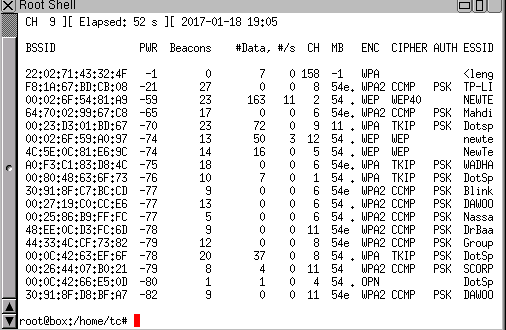 Root Shell
CH 9 ][ Elapsed: 52 s ][ 2017-01-18 19:05
BSSID PWR Beacons #Data, #/s CH MB ENC CIPHER AUTH ESSID
22:02:71:43:32:4F -1 0 7 0 158 -1 WPA <leng
F8:1A:67:BD:CB:08 -21 27 0 0 8 54e. WPA2 CCMP PSK TP-LI
00:02:6F:54:81:A9 -59 23 163 11 2 54 . WEP WEP40 NEWTE
64:70:02:99:67:C8 -65 17 0 0 6 54e. WPA2 CCMP PSK Mahdi
00:23:D3:01:BD:67 -70 23 72 0 9 11 . WPA TKIP PSK Dotsp
00:02:6F:59:A0:97 -74 13 50 3 12 54 . WEP WEP newte
4C:5E:0C:81:E6:9C -74 14 16 0 5 54 . WEP WEP NewTe
A0:F3:C1:83:D8:4C -75 18 0 0 6 54e. WPA TKIP PSK WADHA
00:80:48:63:6F:73 -76 10 7 0 1 54 . WPA TKIP PSK DotSp
30:91:8F:C7:BC:CD -77 9 0 0 6 54e WPA2 CCMP PSK Blink
00:27:19:C0:CC:E6 -77 13 0 0 6 54 . WPA2 CCMP PSK DAWOO
00:25:86:B9:FF:FC -77 5 0 0 6 54 . WPA2 CCMP PSK Nassa
48:EE:0C:D3:FC:6D -78 9 0 0 11 54e WPA2 CCMP PSK DrBaa
44:33:4C:CF:73:82 -79 12 0 0 8 54e WPA2 CCMP PSK Group
00:0C:42:63:EF:6F -78 20 37 0 8 54 . WPA TKIP PSK DotSp
00:26:44:07:B0:21 -79 8 4 0 11 54 WPA2 CCMP PSK SCORP
00:0C:42:66:E5:0D -80 1 1 0 4 54 . OPN DotSp
30:91:8F:D8:BF:A7 -82 9 0 0 11 54e WPA2 CCMP PSK DAWOO
root@box:/home/tc#